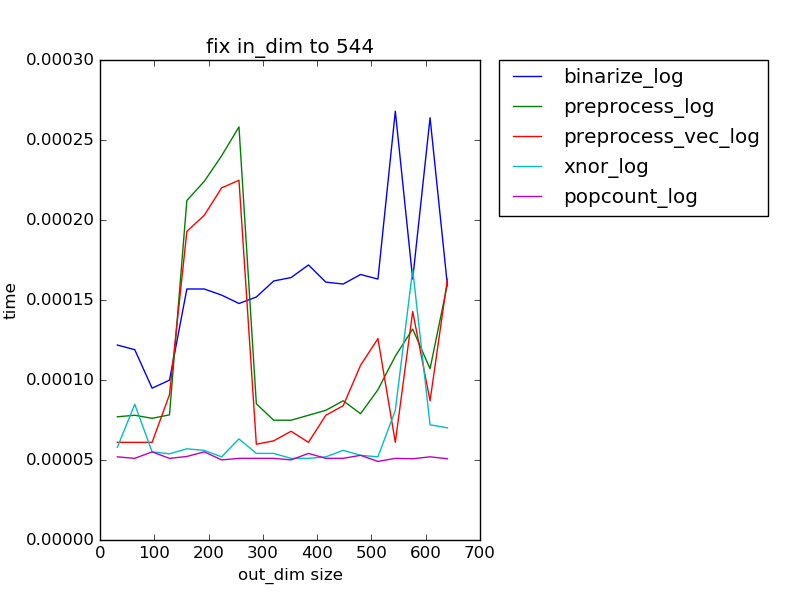 fix in_dim to 544
0.00030
0.00025
0.00020
0.00015
0.00010
0.00005
0.00000
time
0 100 200 300 400 500 600 700
out_dim size
binarize_log
preprocess_log
preprocess_vec_log
xnor_log
popcount_log